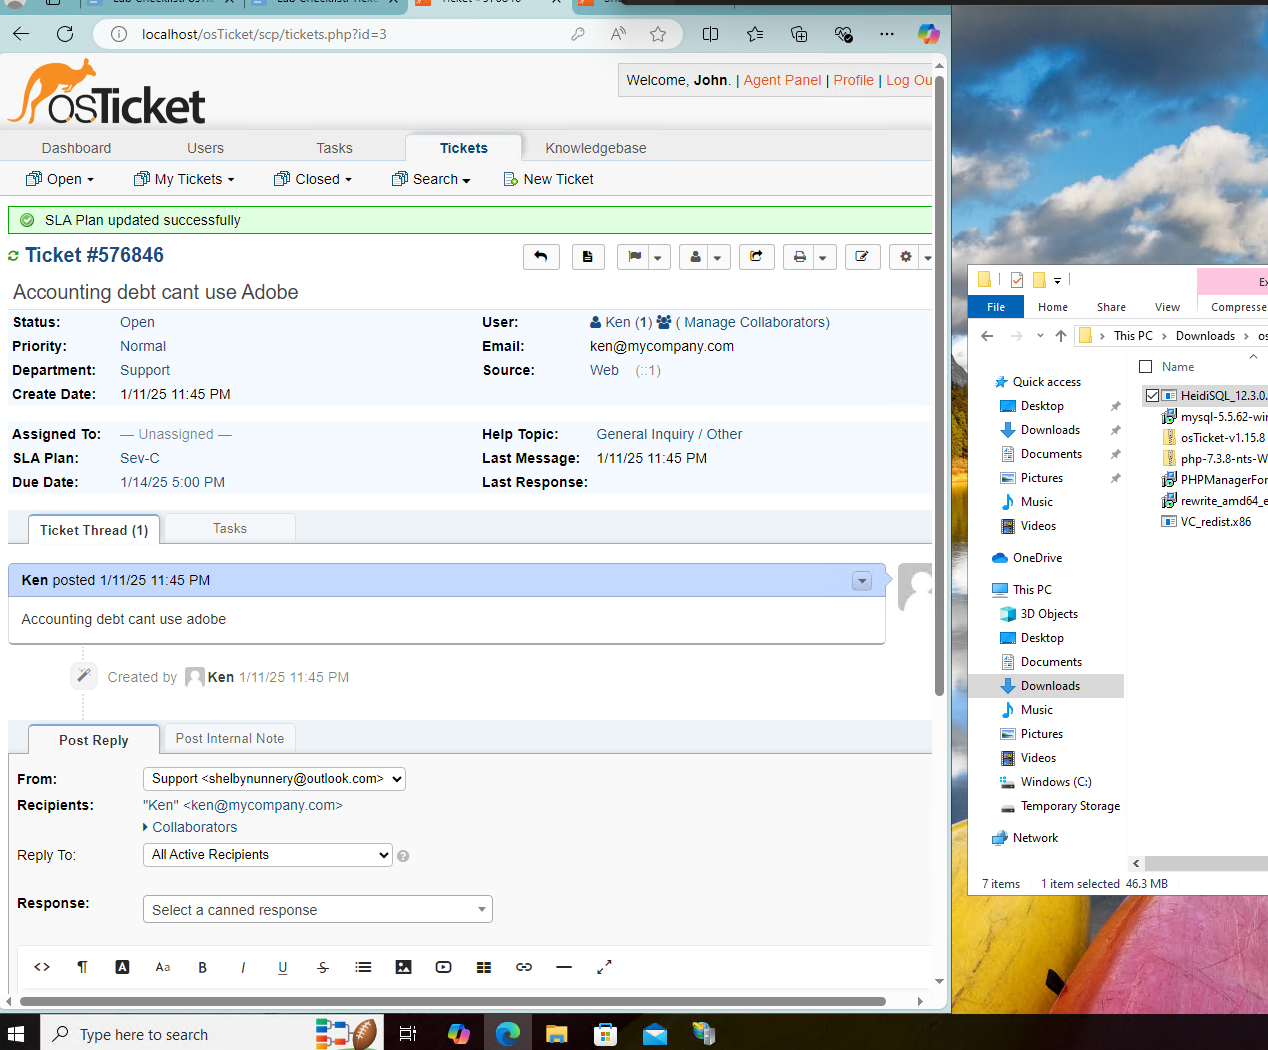 localhost/osTicket/scp/tickets.php?id=3
osTicket
Welcome, John. | Agent Panel | Profile | Log Ou
Dashboard
Users
Tasks
Tickets
Knowledgebase
Open
My Tickets
Closed
Search
New Ticket
SLA Plan updated successfully
Ticket #576846
Accounting debt cant use Adobe
Status: Open
User: Ken (1) ( Manage Collaborators)
Priority: Normal
Email: ken@mycompany.com
Department: Support
Source: Web (::1)
Create Date: 1/11/25 11:45 PM
Assigned To: — Unassigned —
Help Topic: General Inquiry / Other
SLA Plan: Sev-C
Last Message: 1/11/25 11:45 PM
Due Date: 1/14/25 5:00 PM
Last Response:
Ticket Thread (1)
Tasks
Ken posted 1/11/25 11:45 PM
Accounting debt cant use adobe
Created by Ken 1/11/25 11:45 PM
Post Reply
Post Internal Note
From: Support <shelbynunnery@outlook.com>
Recipients: "Ken" <ken@mycompany.com>
Collaborators
Reply To: All Active Recipients
Response: Select a canned response
Type here to search
File
Home
Share
View
Compresse
This PC > Downloads > os
Name
Quick access
Desktop
Downloads
Documents
Pictures
Music
Videos
OneDrive
This PC
3D Objects
Desktop
Documents
Downloads
Music
Pictures
Videos
Windows (C:)
Temporary Storage
Network
HeidiSQL_12.3.0.
mysql-5.5.62-win
osTicket-v1.15.8
php-7.3.8-nts-W
PHPManagerFor
rewrite_amd64_e
VC_redist.x86
7 items
1 item selected 46.3 MB